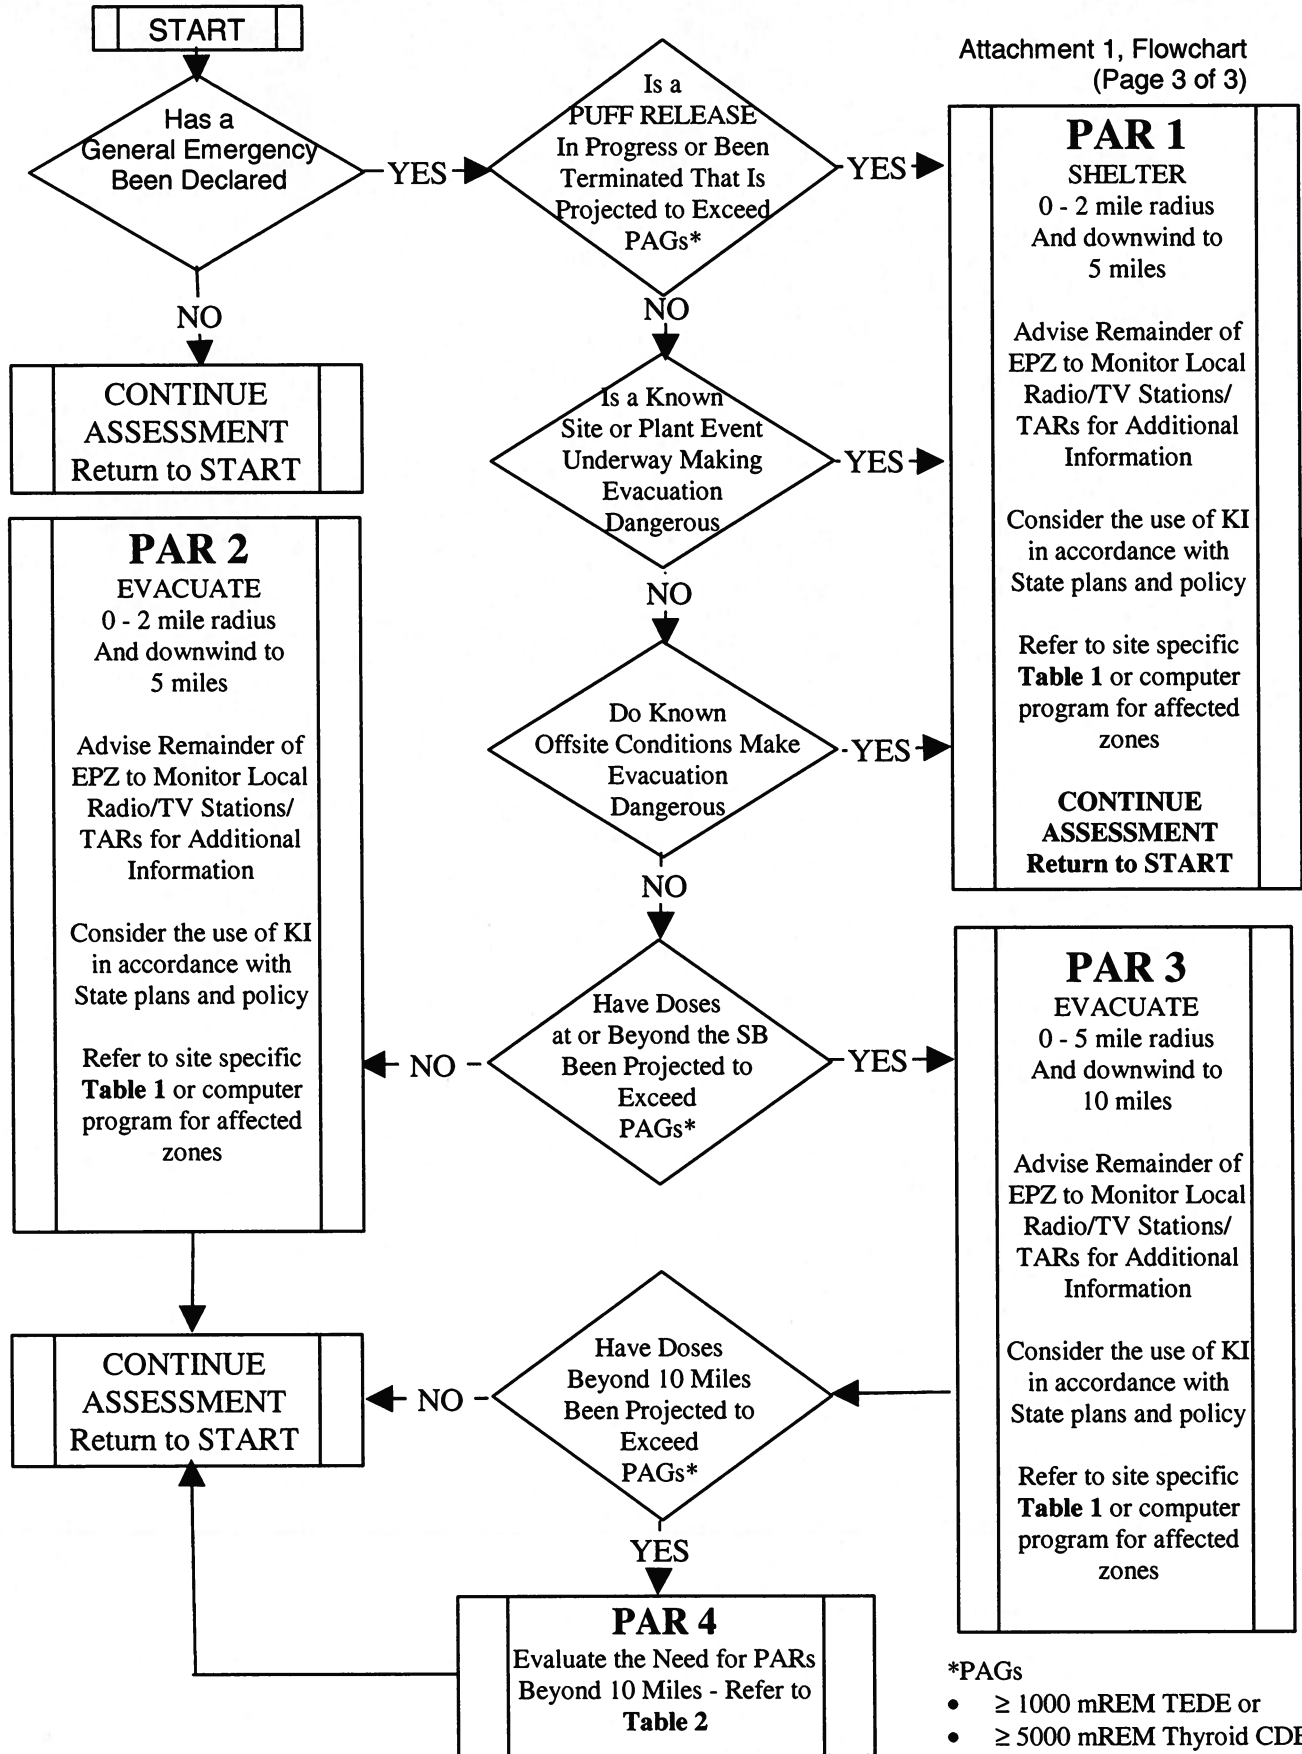 START
Attachment 1, Flowchart
(Page 3 of 3)
Has a
General Emergency
Been Declared
YES
NO
CONTINUE
ASSESSMENT
Return to START
Is a
PUFF RELEASE
In Progress or Been
Terminated That Is
Projected to Exceed
PAGs*
YES
NO
PAR 1
SHELTER
0 - 2 mile radius
And downwind to
5 miles
Advise Remainder of
EPZ to Monitor Local
Radio/TV Stations/
TARs for Additional
Information
Consider the use of KI
in accordance with
State plans and policy
Refer to site specific
Table 1 or computer
program for affected
zones
CONTINUE
ASSESSMENT
Return to START
Is a Known
Site or Plant Event
Underway Making
Evacuation
Dangerous
YES
NO
Do Known
Offsite Conditions Make
Evacuation
Dangerous
YES
NO
Have Doses
at or Beyond the SB
Been Projected to
Exceed
PAGs*
NO
YES
PAR 2
EVACUATE
0 - 2 mile radius
And downwind to
5 miles
Advise Remainder of
EPZ to Monitor Local
Radio/TV Stations/
TARs for Additional
Information
Consider the use of KI
in accordance with
State plans and policy
Refer to site specific
Table 1 or computer
program for affected
zones
PAR 3
EVACUATE
0 - 5 mile radius
And downwind to
10 miles
Advise Remainder of
EPZ to Monitor Local
Radio/TV Stations/
TARs for Additional
Information
Consider the use of KI
in accordance with
State plans and policy
Refer to site specific
Table 1 or computer
program for affected
zones
Have Doses
Beyond 10 Miles
Been Projected to
Exceed
PAGs*
NO
YES
CONTINUE
ASSESSMENT
Return to START
PAR 4
Evaluate the Need for PARs
Beyond 10 Miles - Refer to
Table 2
*PAGs
• ≥ 1000 mREM TEDE or
• ≥ 5000 mREM Thyroid CDE